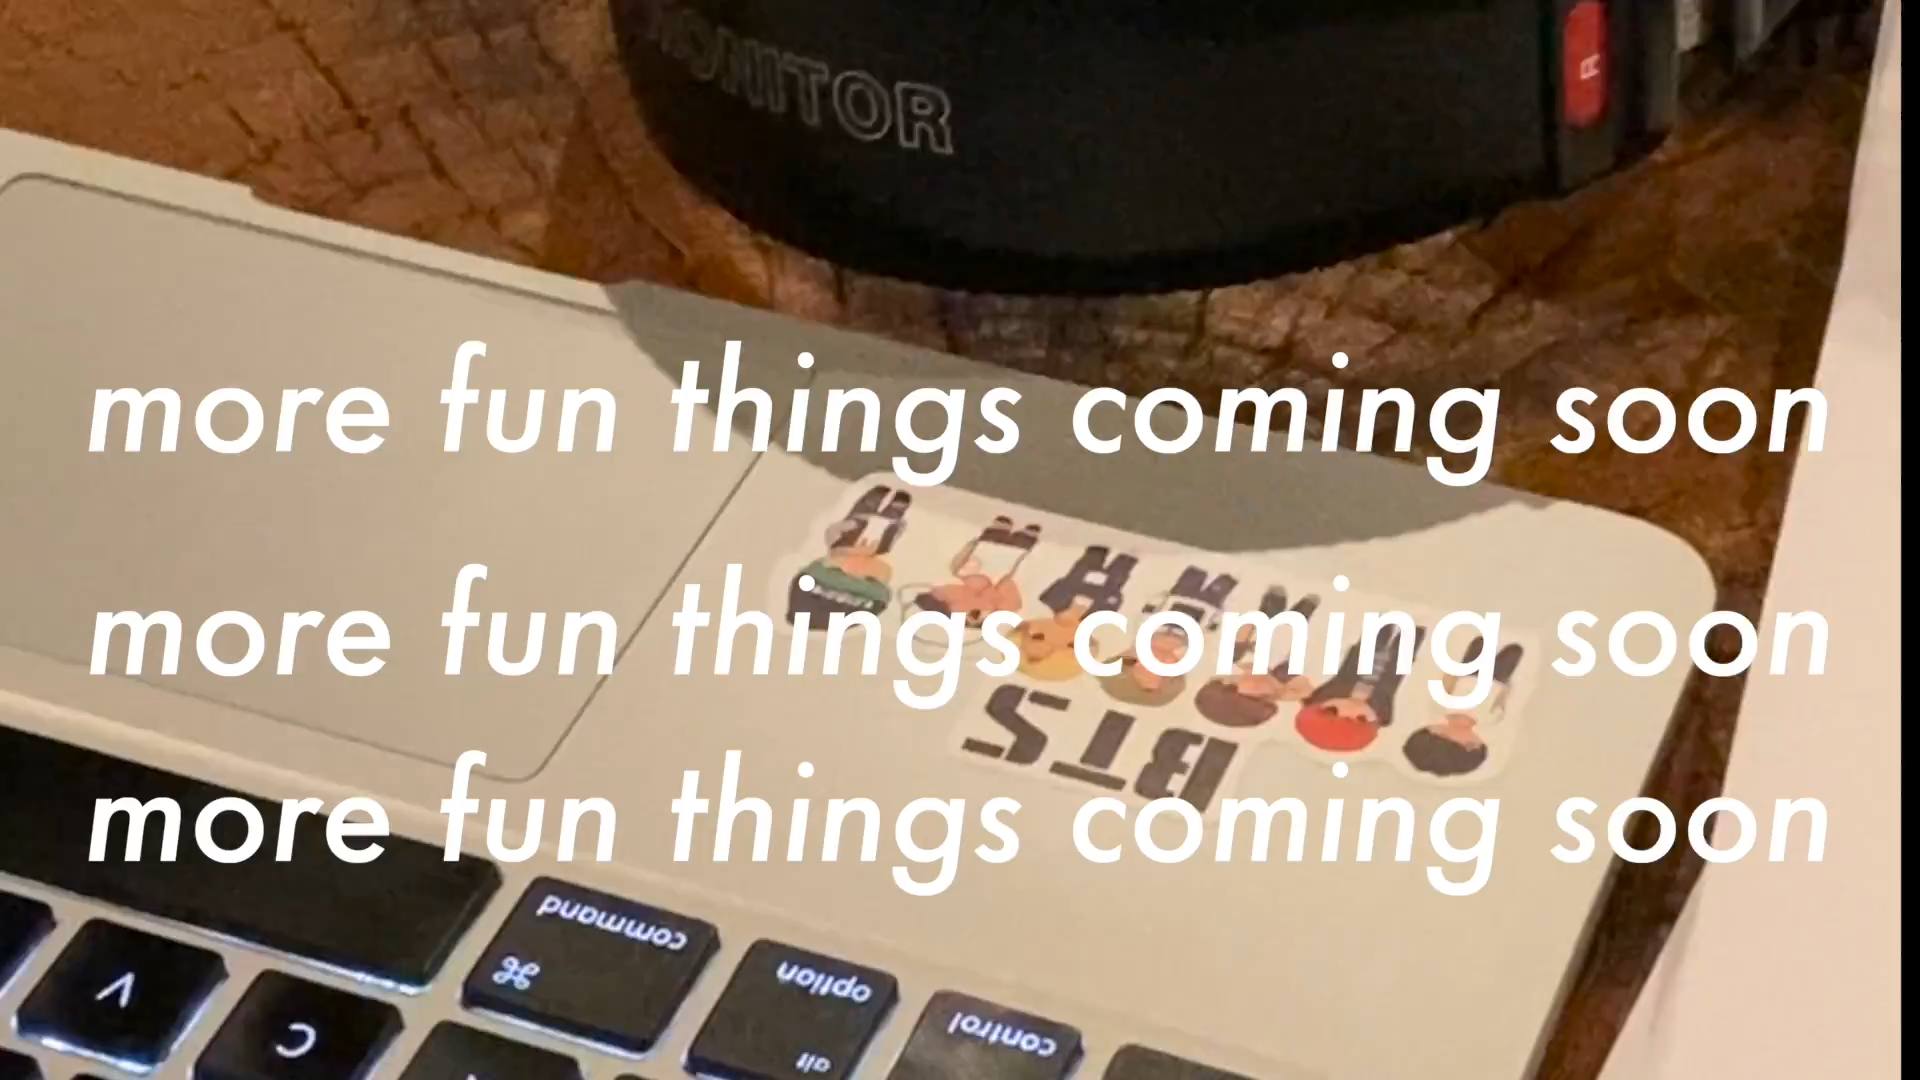 MONITOR
R
more fun things coming soon
more fun things coming soon
BTS
more fun things coming soon
command
⌘
option
alt
control
V
C